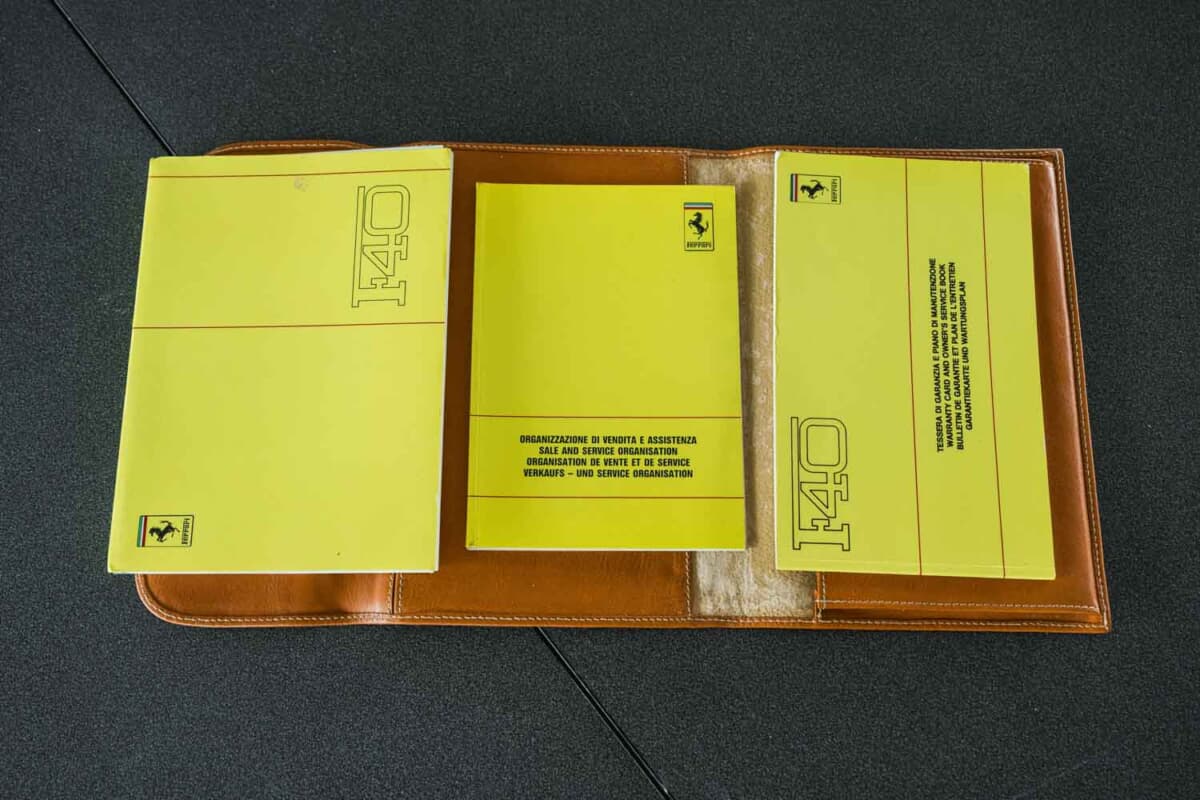 F40
Ferrari
Ferrari
ORGANIZZAZIONE DI VENDITA E ASSISTENZA
SALE AND SERVICE ORGANISATION
ORGANISATION DE VENTE ET DE SERVICE
VERKAUFS – UND SERVICE ORGANISATION
Ferrari
F40
TESSERA DI GARANZIA E PIANO DI MANUTENZIONE
WARRANTY CARD AND OWNER'S SERVICE BOOK
BULLETIN DE GARANTIE ET PLAN DE L'ENTRETIEN
GARANTIEKARTE UND WARTUNGSPLAN